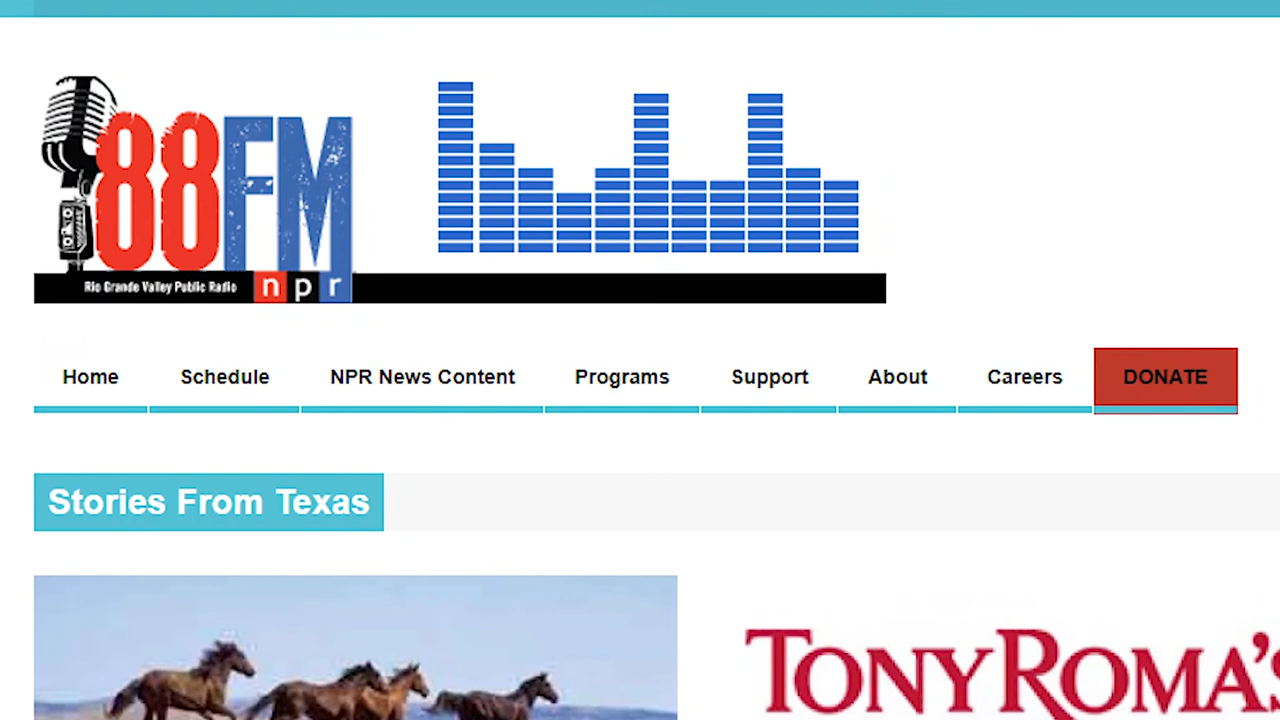 88FM
Rio Grande Valley Public Radio npr
Home Schedule NPR News Content Programs Support About Careers DONATE
Stories From Texas
TONY ROMA'S